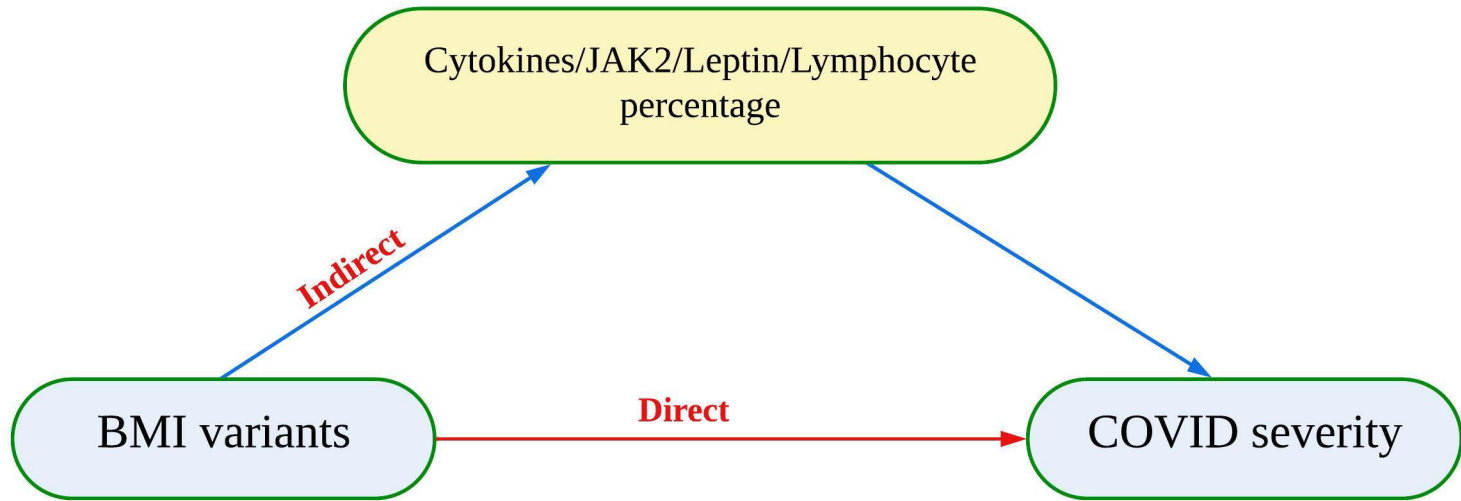 Cytokines/JAK2/Leptin/Lymphocyte
percentage
Indirect
Direct
BMI variants
COVID severity